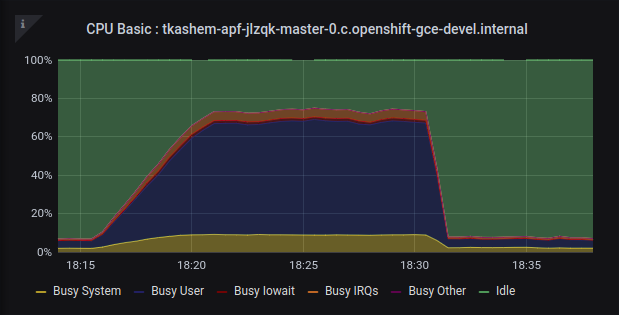 i
CPU Basic : tkashem-apf-jlzqk-master-0.c.openshift-gce-devel.internal
100%
80%
60%
40%
20%
0%
18:15 18:20 18:25 18:30 18:35
Busy System Busy User Busy Iowait Busy IRQs Busy Other Idle